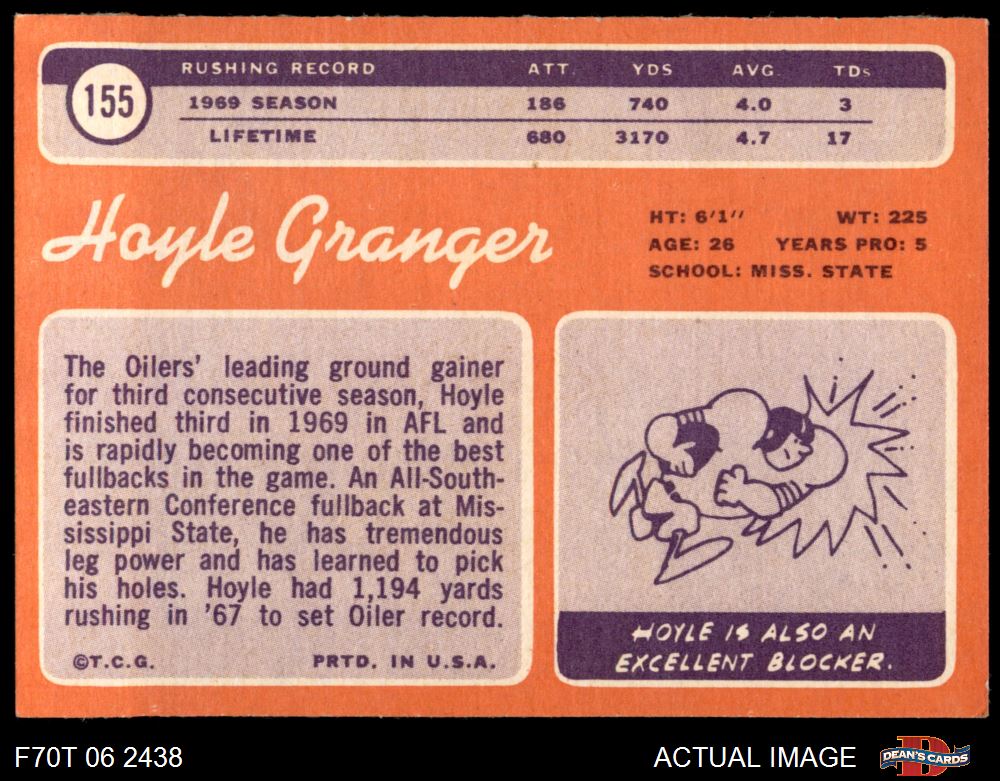 155
RUSHING RECORD ATT. YDS AVG. TDs
1969 SEASON 186 740 4.0 3
LIFETIME 680 3170 4.7 17
Hoyle Granger
HT: 6'1'' WT: 225
AGE: 26 YEARS PRO: 5
SCHOOL: MISS. STATE
The Oilers' leading ground gainer
for third consecutive season, Hoyle
finished third in 1969 in AFL and
is rapidly becoming one of the best
fullbacks in the game. An All-South-
eastern Conference fullback at Mis-
sissippi State, he has tremendous
leg power and has learned to pick
his holes. Hoyle had 1,194 yards
rushing in '67 to set Oiler record.
©T.C.G. PRTD. IN U.S.A.
HOYLE IS ALSO AN
EXCELLENT BLOCKER.
F70T 06 2438 ACTUAL IMAGE DEAN'S CARDS